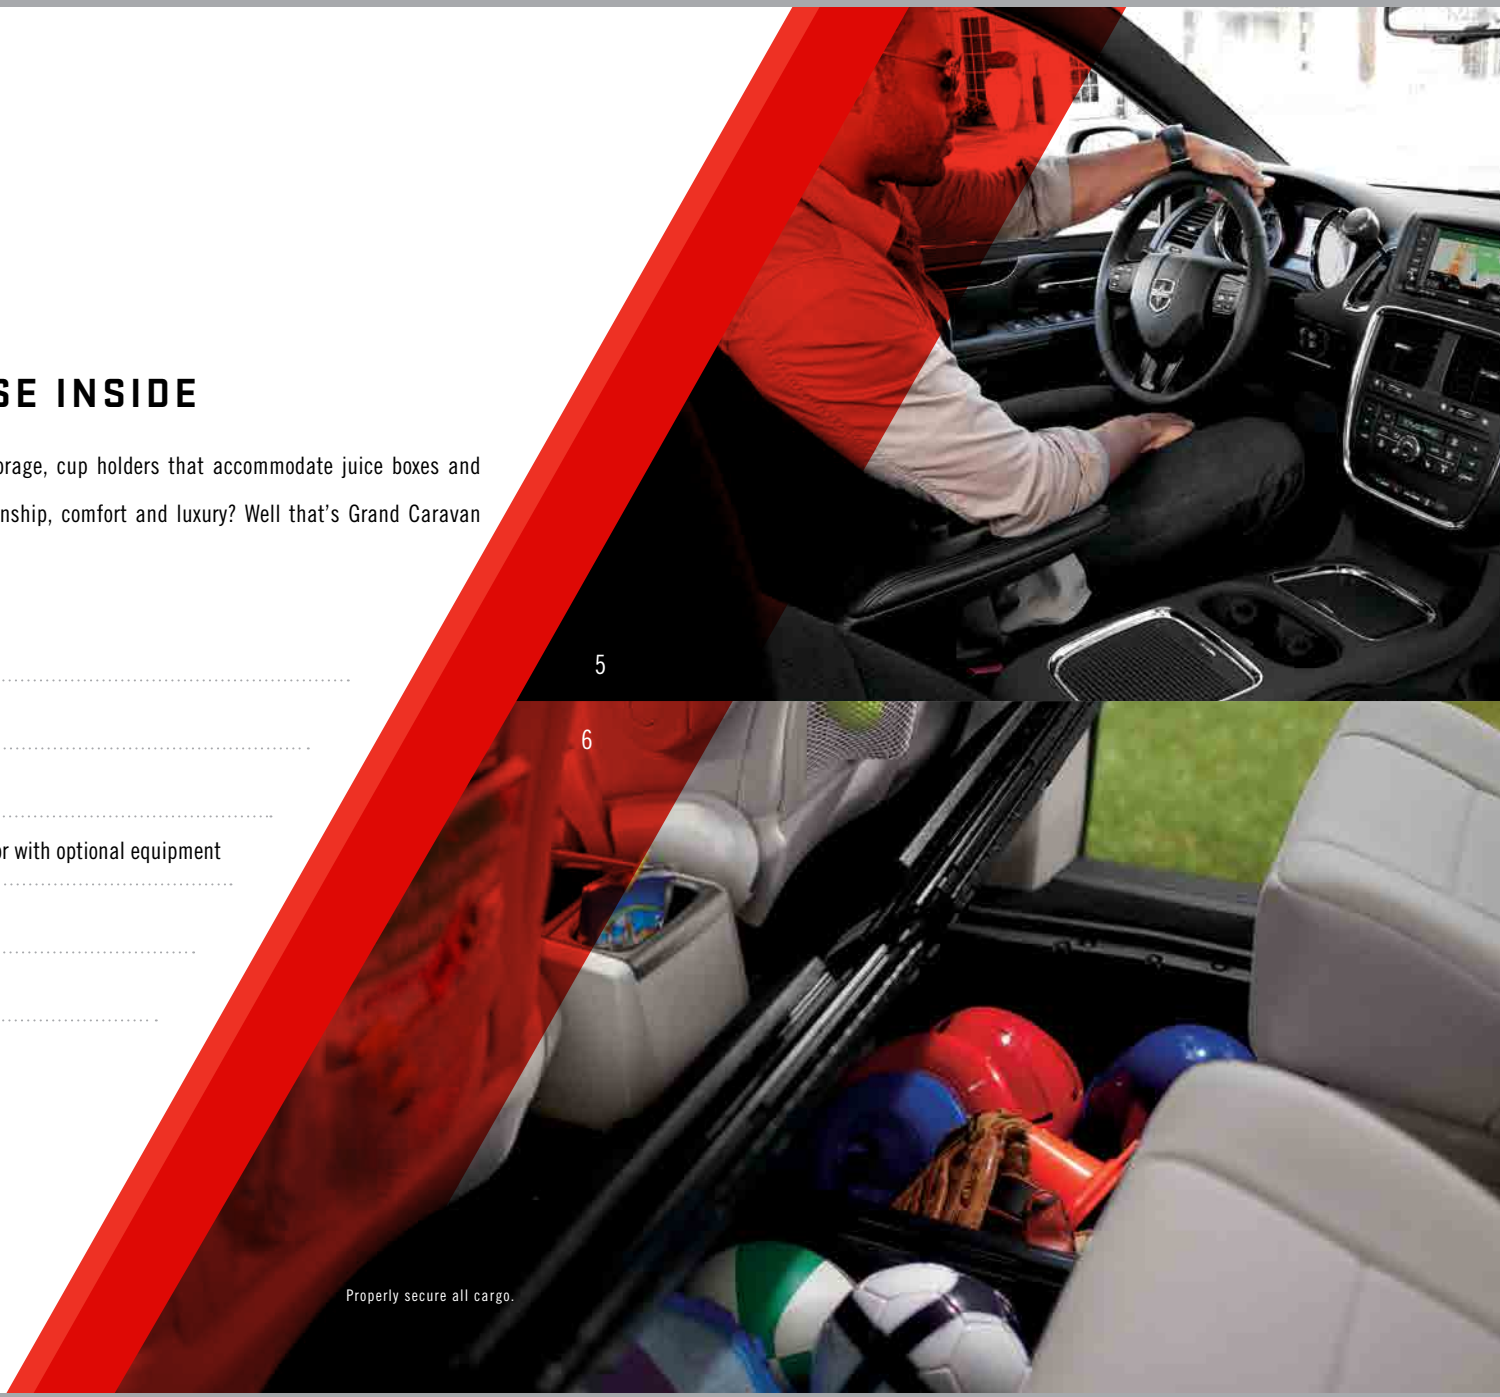 SE INSIDE
orage, cup holders that accommodate juice boxes and
nship, comfort and luxury? Well that’s Grand Caravan
or with optional equipment
5
6
Properly secure all cargo.